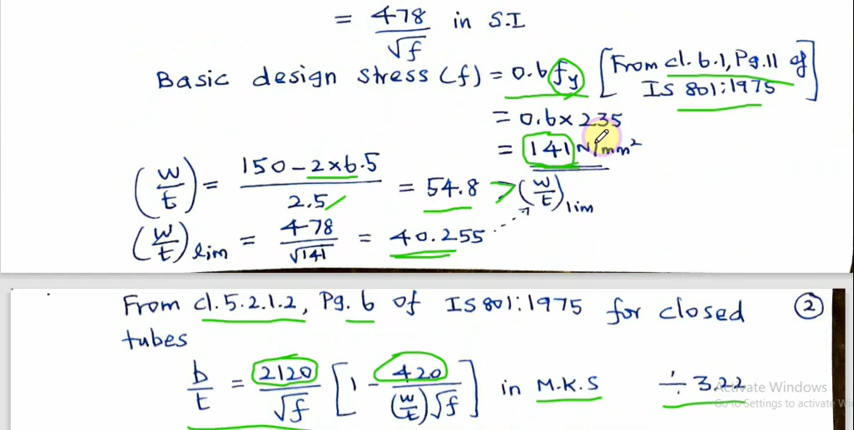 = 478/√f in S.I
Basic design stress (f) = 0.6 fy [From cl. 6.1, Pg. 11 of IS 801:1975]
= 0.6 x 235
= 141 N/mm²
(w/t) = 150 - 2x6.5 / 2.5 = 54.8 > (w/t)lim
(w/t)lim = 478/√141 = 40.255
From cl. 5.2.1.2, Pg. 6 of IS 801:1975 for closed ②
tubes
b/t = 2120/√f [1 - 420/(w/t)√f] in M.K.S ÷ 3.22